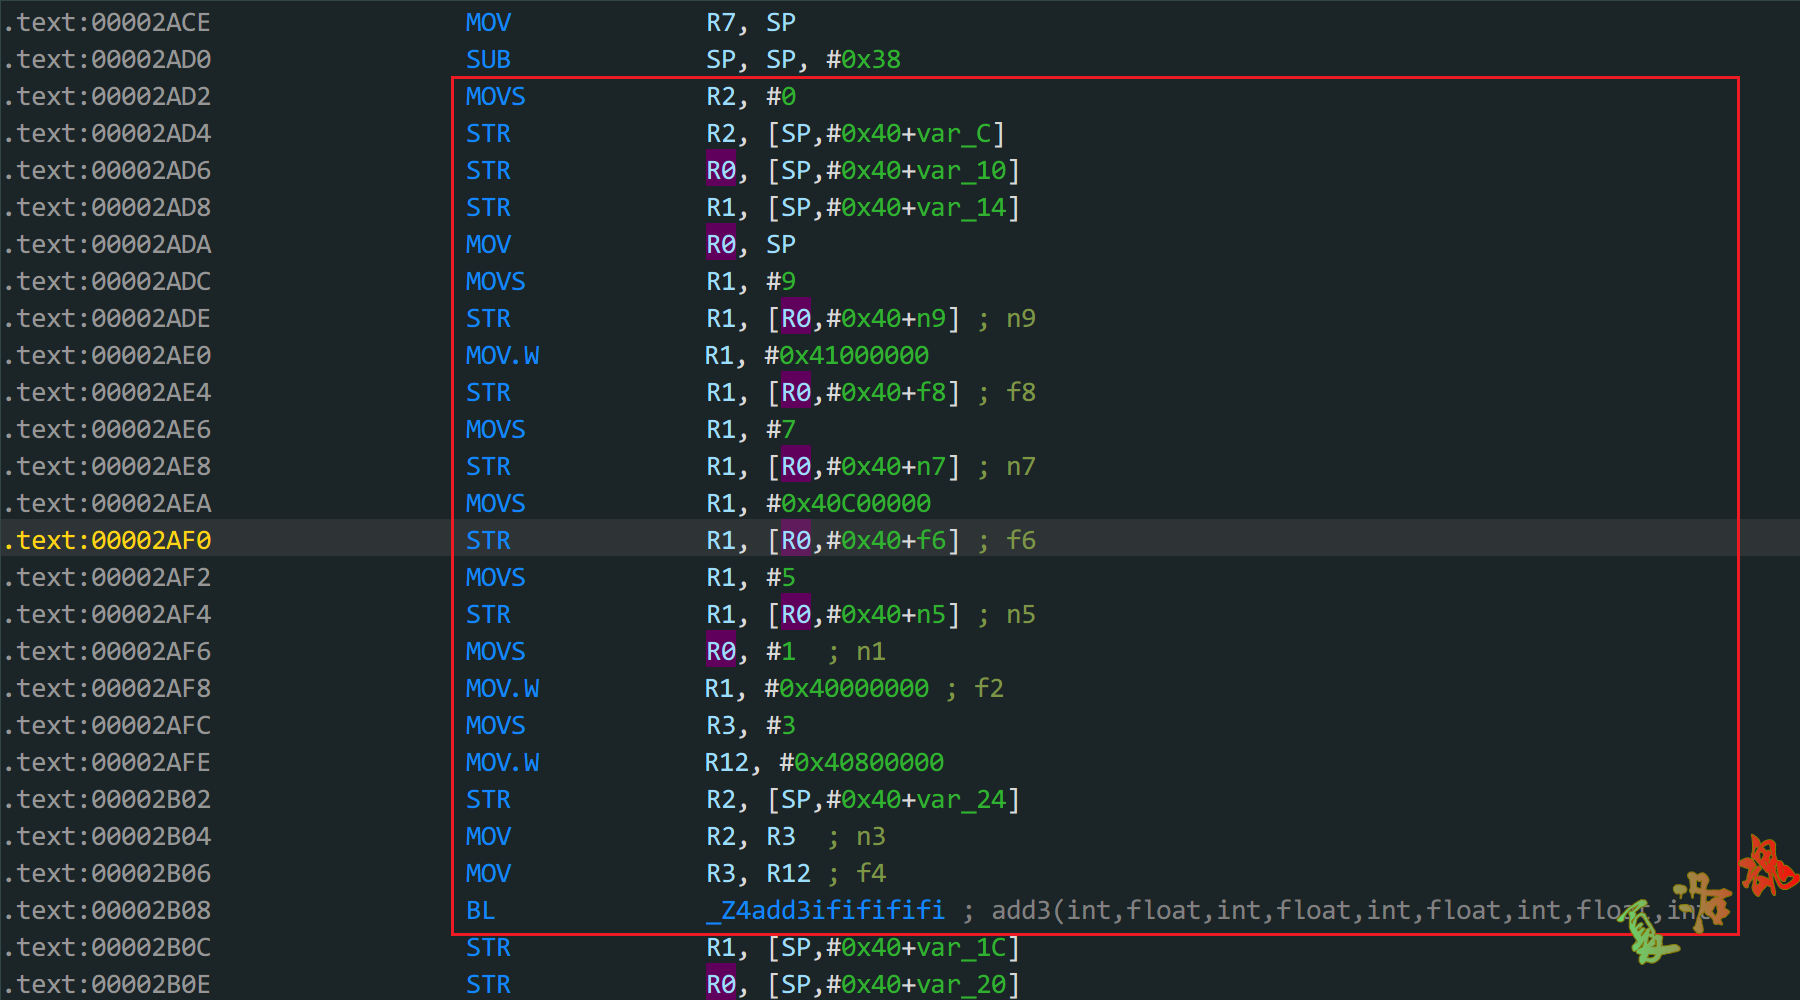 .text:00002ACE MOV R7, SP
.text:00002AD0 SUB SP, SP, #0x38
.text:00002AD2 MOVS R2, #0
.text:00002AD4 STR R2, [SP,#0x40+var_C]
.text:00002AD6 STR R0, [SP,#0x40+var_10]
.text:00002AD8 STR R1, [SP,#0x40+var_14]
.text:00002ADA MOV R0, SP
.text:00002ADC MOVS R1, #9
.text:00002ADE STR R1, [R0,#0x40+n9] ; n9
.text:00002AE0 MOV.W R1, #0x41000000
.text:00002AE4 STR R1, [R0,#0x40+f8] ; f8
.text:00002AE6 MOVS R1, #7
.text:00002AE8 STR R1, [R0,#0x40+n7] ; n7
.text:00002AEA MOVS R1, #0x40C00000
.text:00002AF0 STR R1, [R0,#0x40+f6] ; f6
.text:00002AF2 MOVS R1, #5
.text:00002AF4 STR R1, [R0,#0x40+n5] ; n5
.text:00002AF6 MOVS R0, #1 ; n1
.text:00002AF8 MOV.W R1, #0x40000000 ; f2
.text:00002AFC MOVS R3, #3
.text:00002AFE MOV.W R12, #0x40800000
.text:00002B02 STR R2, [SP,#0x40+var_24]
.text:00002B04 MOV R2, R3 ; n3
.text:00002B06 MOV R3, R12 ; f4
.text:00002B08 BL _Z4add3ififififi ; add3(int,float,int,float,int,float,int,float,int
.text:00002B0C STR R1, [SP,#0x40+var_1C]
.text:00002B0E STR R0, [SP,#0x40+var_20]